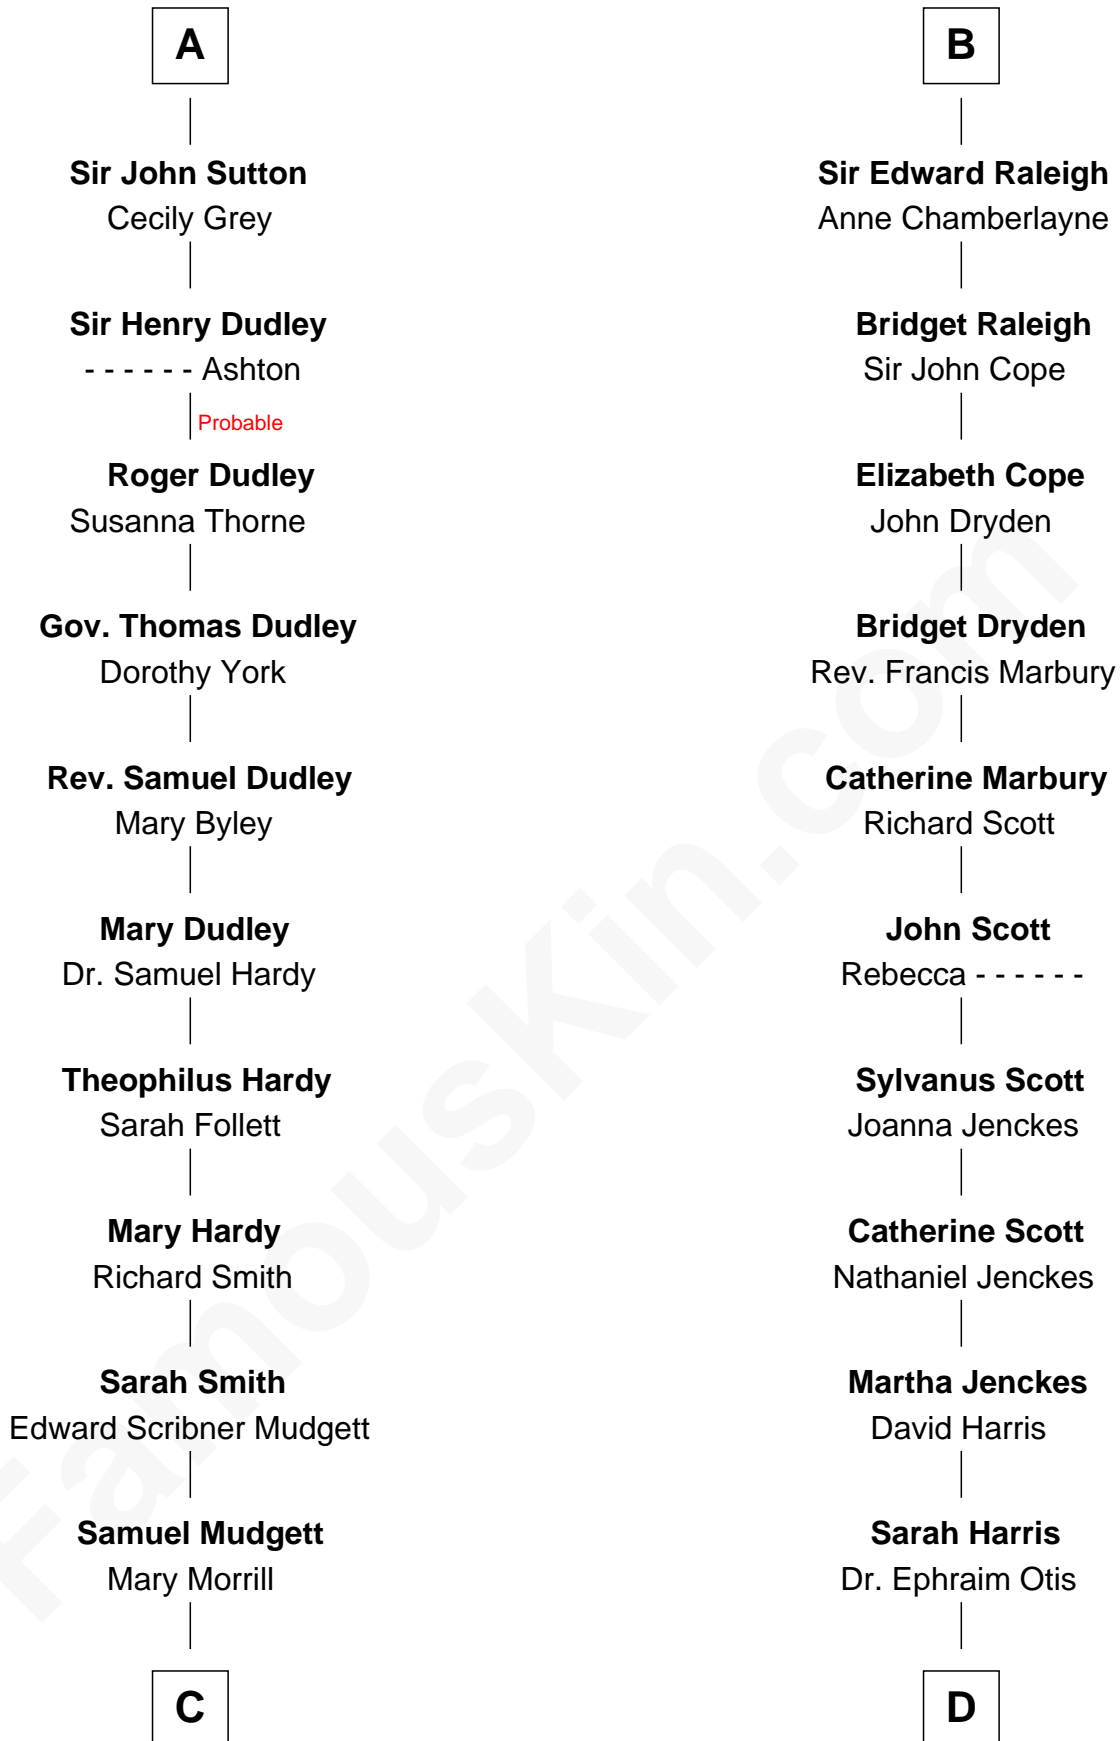 A
Sir John Sutton
Cecily Grey
Sir Henry Dudley
- - - - - - Ashton
Probable
Roger Dudley
Susanna Thorne
Gov. Thomas Dudley
Dorothy York
Rev. Samuel Dudley
Mary Byley
Mary Dudley
Dr. Samuel Hardy
Theophilus Hardy
Sarah Follett
Mary Hardy
Richard Smith
Sarah Smith
Edward Scribner Mudgett
Samuel Mudgett
Mary Morrill
C
B
Sir Edward Raleigh
Anne Chamberlayne
Bridget Raleigh
Sir John Cope
Elizabeth Cope
John Dryden
Bridget Dryden
Rev. Francis Marbury
Catherine Marbury
Richard Scott
John Scott
Rebecca - - - - - -
Sylvanus Scott
Joanna Jenckes
Catherine Scott
Nathaniel Jenckes
Martha Jenckes
David Harris
Sarah Harris
Dr. Ephraim Otis
D
FamousKin.com